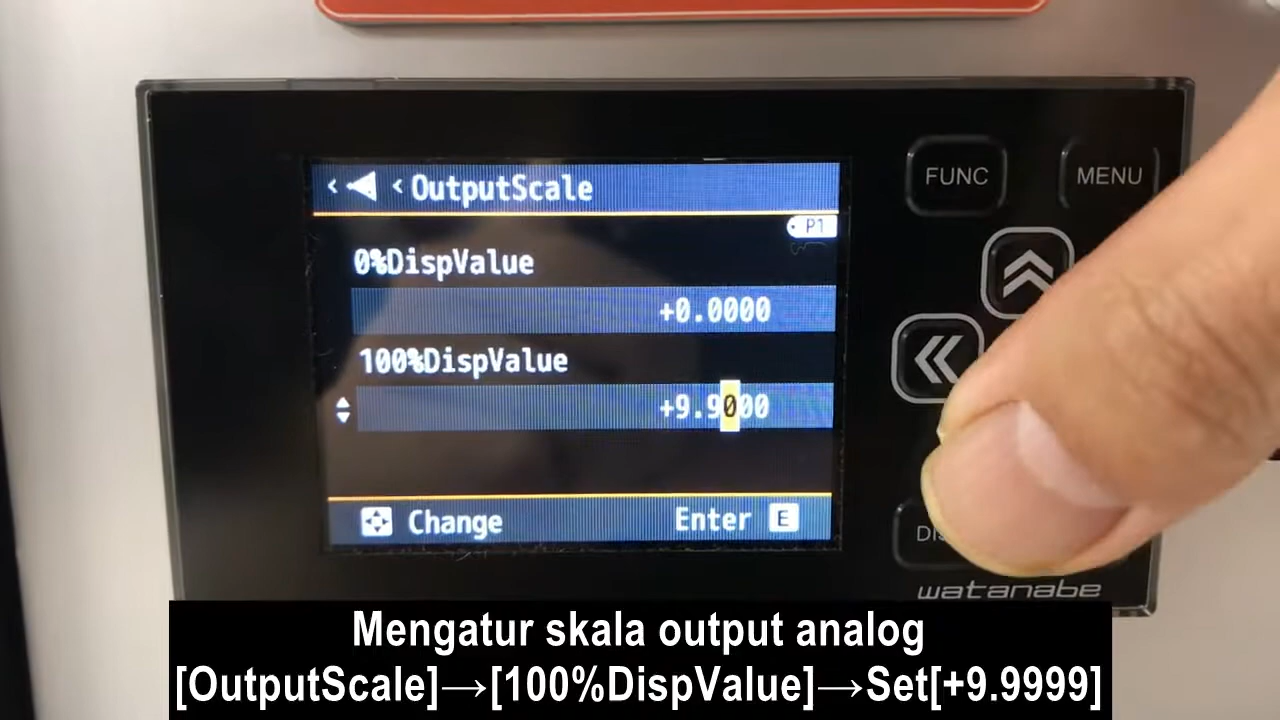 < < OutputScale
P1
0%DispValue
+0.0000
100%DispValue
+9.9000
Change
Enter E
FUNC
MENU
watanabe
Mengatur skala output analog
[OutputScale]→[100%DispValue]→Set[+9.9999]